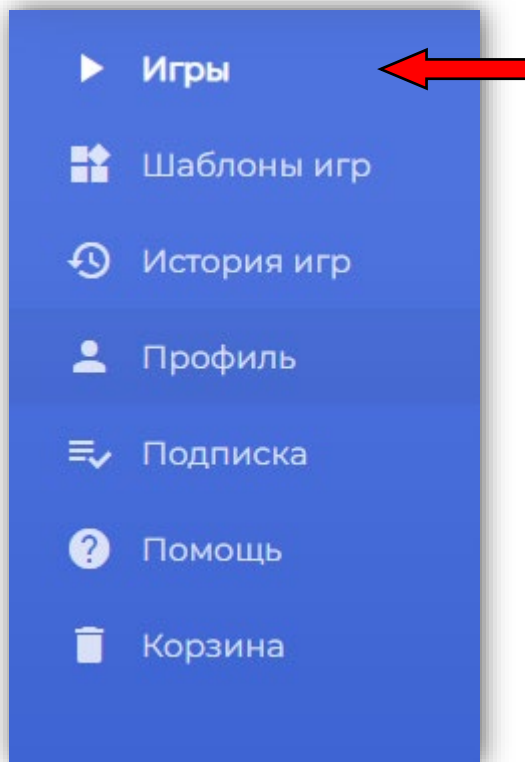 Игры
Шаблоны игр
История игр
Профиль
Подписка
Помощь
Корзина